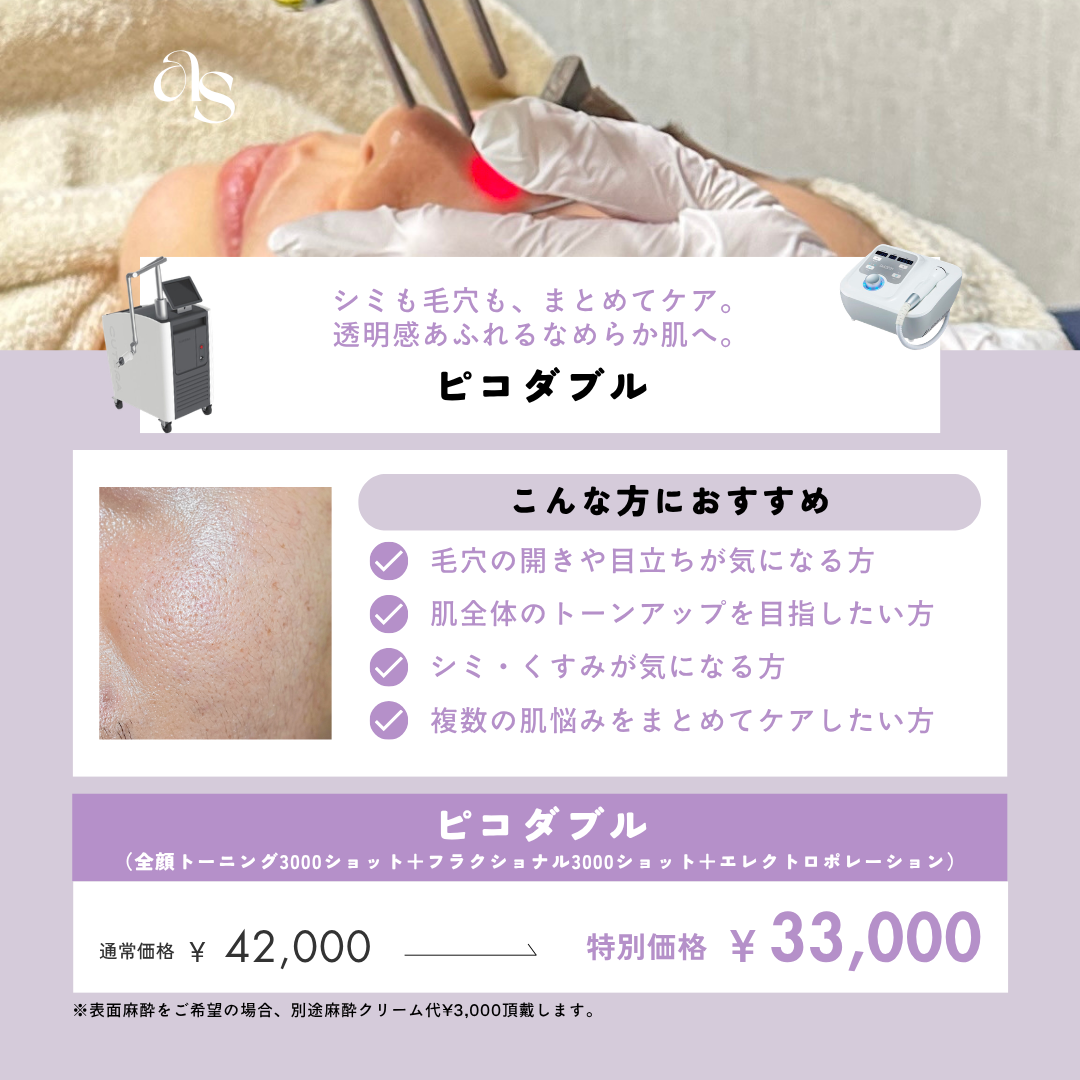 as
シミも毛穴も、まとめてケア。
透明感あふれるなめらか肌へ。
ピコダブル
こんな方におすすめ
毛穴の開きや目立ちが気になる方
肌全体のトーンアップを目指したい方
シミ・くすみが気になる方
複数の肌悩みをまとめてケアしたい方
ピコダブル
（全顔トーニング3000ショット＋フラクショナル3000ショット＋エレクトロポレーション）
通常価格 ¥ 42,000
特別価格 ¥ 33,000
※表面麻酔をご希望の場合、別途麻酔クリーム代¥3,000頂戴します。